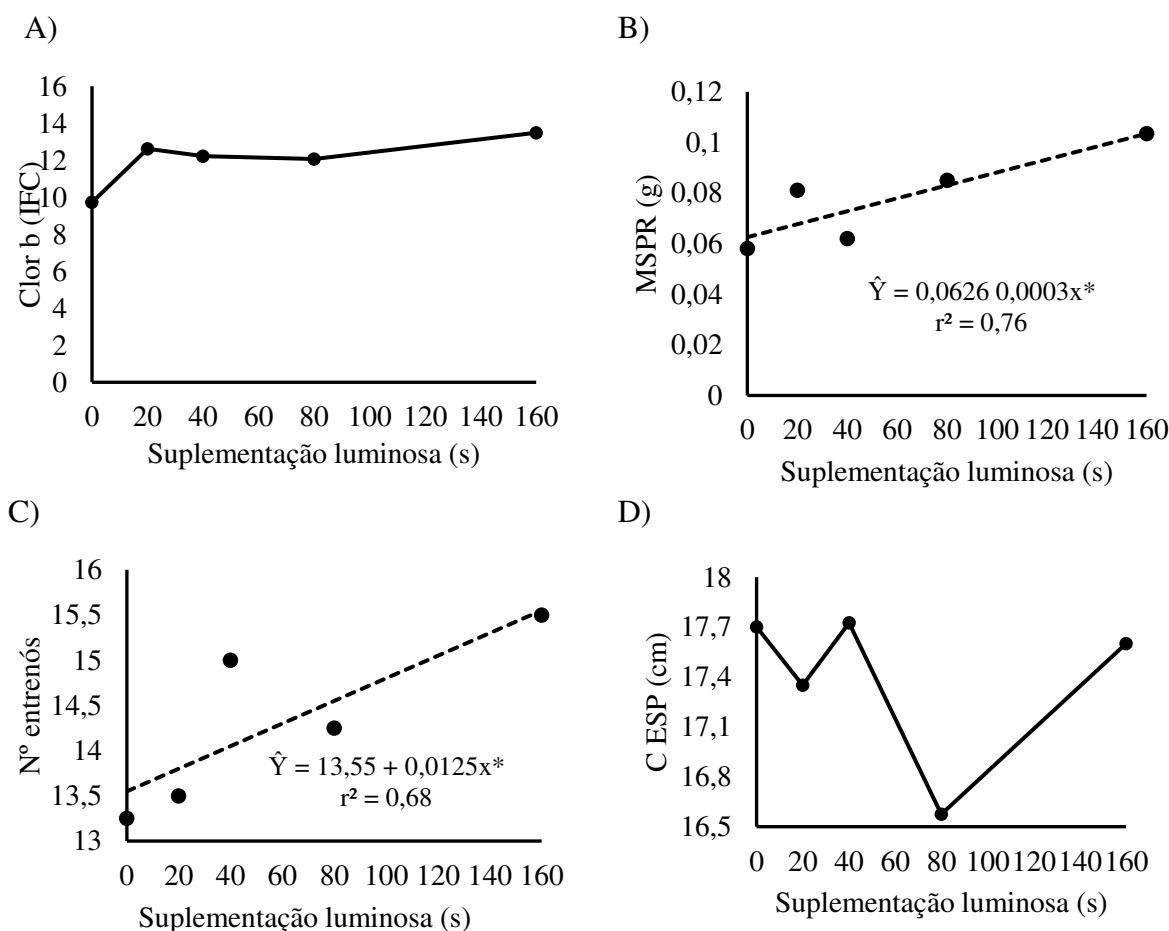 A)
Clor b (IFC)
16
14
12
10
8
6
4
2
0
0 20 40 60 80 100 120 140 160
Suplementação luminosa (s)
B)
MSPR (g)
0,12
0,1
0,08
0,06
0,04
0,02
0
Ŷ = 0,0626 0,0003x*
r² = 0,76
0 20 40 60 80 100 120 140 160
Suplementação luminosa (s)
C)
Nº entrenós
16
15,5
15
14,5
14
13,5
13
Ŷ = 13,55 + 0,0125x*
r² = 0,68
0 20 40 60 80 100 120 140 160
Suplementação luminosa (s)
D)
C ESP (cm)
18
17,7
17,4
17,1
16,8
16,5
0 20 40 60 80 100 120 140 160
Suplementação luminosa (s)